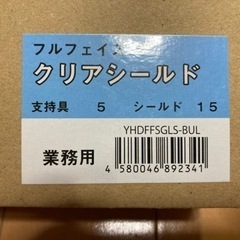 フルフェイス
クリアシールド
支持具 5 シールド 15
業務用
YHDFFSGLS-BUL
4 580046 892341